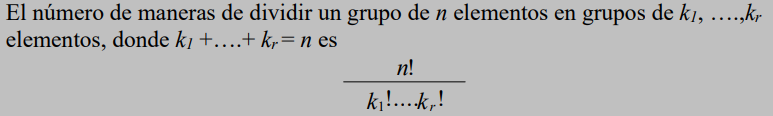 El número de maneras de dividir un grupo de n elementos en grupos de k₁, ….,kᵣ
elementos, donde k₁ +….+ kᵣ= n es
n!
k₁!....kᵣ!